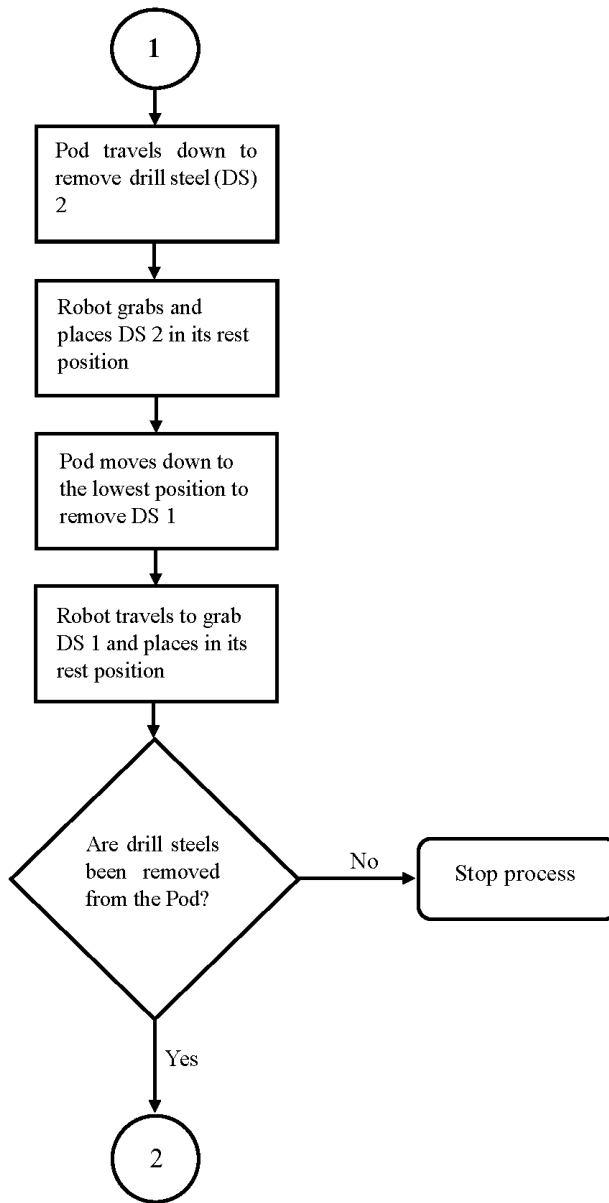 1
Pod travels down to
remove drill steel (DS)
2
Robot grabs and
places DS 2 in its rest
position
Pod moves down to
the lowest position to
remove DS 1
Robot travels to grab
DS 1 and places in its
rest position
Are drill steels
been removed
from the Pod?
No
Stop process
Yes
2